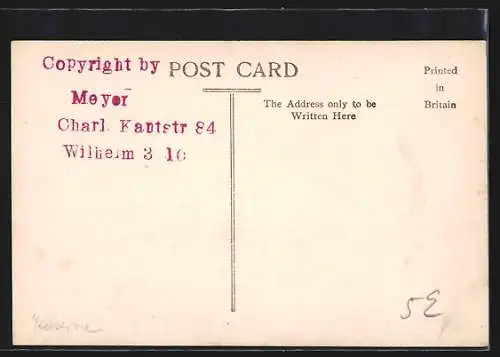 Copyright by
Meyer
Charl. Kantstr 84
Wilhelm 3 16
POST CARD
The Address only to be
Written Here
Printed
in
Britain
5E